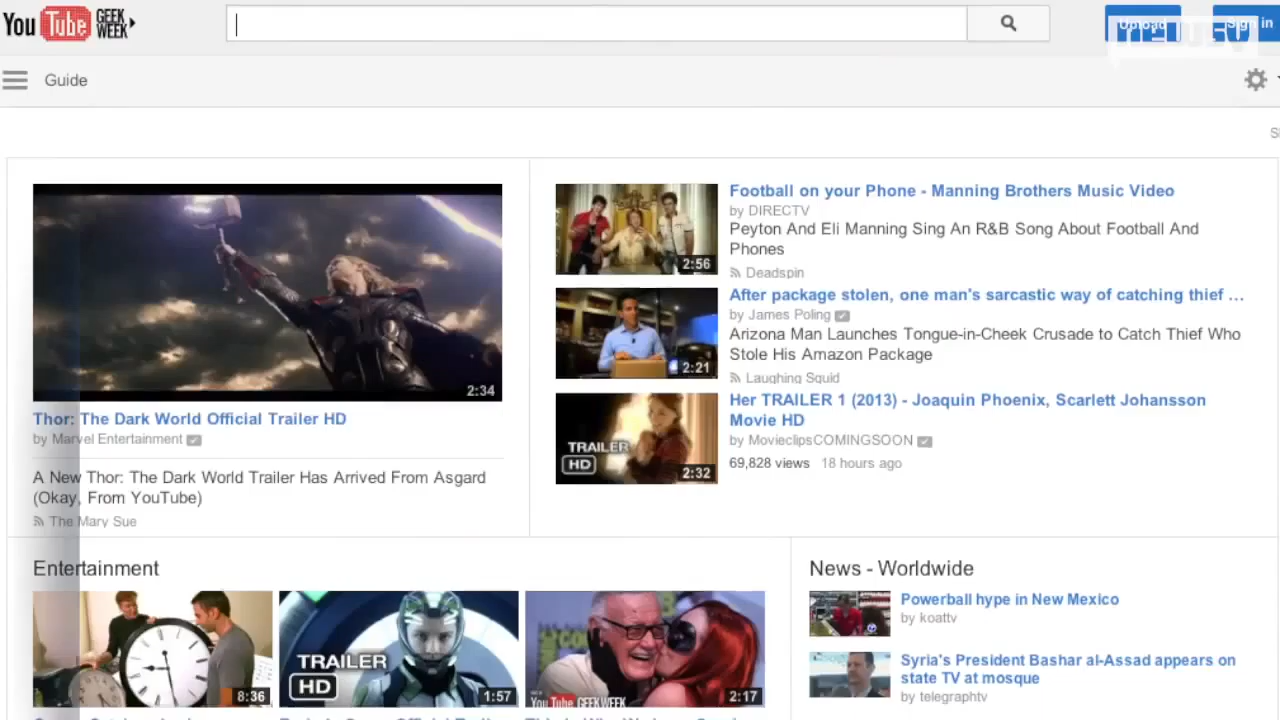 You Tube GEEK WEEK
Upload
Sign in
Guide
2:34
Thor: The Dark World Official Trailer HD
by Marvel Entertainment
A New Thor: The Dark World Trailer Has Arrived From Asgard
(Okay, From YouTube)
The Mary Sue
2:56
Football on your Phone - Manning Brothers Music Video
by DIRECTV
Peyton And Eli Manning Sing An R&B Song About Football And
Phones
Deadspin
2:21
After package stolen, one man's sarcastic way of catching thief ...
by James Poling
Arizona Man Launches Tongue-in-Cheek Crusade to Catch Thief Who
Stole His Amazon Package
Laughing Squid
TRAILER
HD
2:32
Her TRAILER 1 (2013) - Joaquin Phoenix, Scarlett Johansson
Movie HD
by MovieclipsCOMINGSOON
69,828 views 18 hours ago
Entertainment
8:36
TRAILER
HD
1:57
You Tube GEEK WEEK
2:17
News - Worldwide
Powerball hype in New Mexico
by koattv
Syria's President Bashar al-Assad appears on
state TV at mosque
by telegraphtv